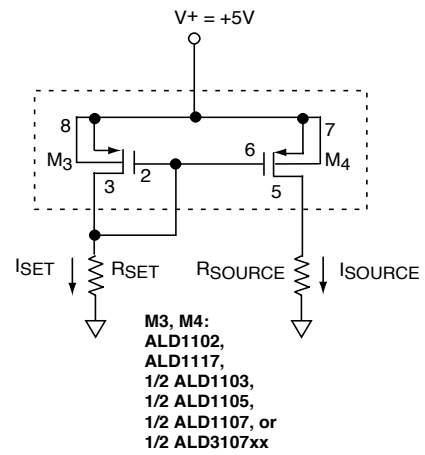 V+ = +5V
8
7
M3
2
6
M4
3
5
ISET
RSET
RSOURCE
ISOURCE
M3, M4:
ALD1102,
ALD1117,
1/2 ALD1103,
1/2 ALD1105,
1/2 ALD1107, or
1/2 ALD3107xx